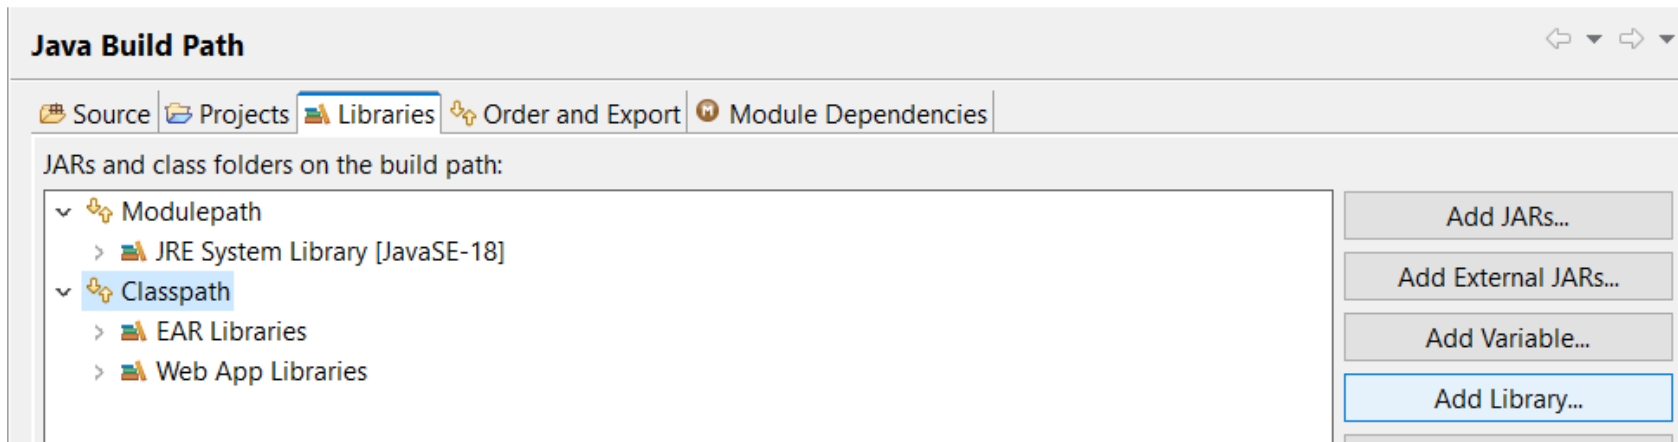 Java Build Path
Source Projects Libraries Order and Export M Module Dependencies
JARs and class folders on the build path:
Modulepath
Add JARs...
JRE System Library [JavaSE-18]
Add External JARs...
Classpath
EAR Libraries
Add Variable...
Web App Libraries
Add Library...